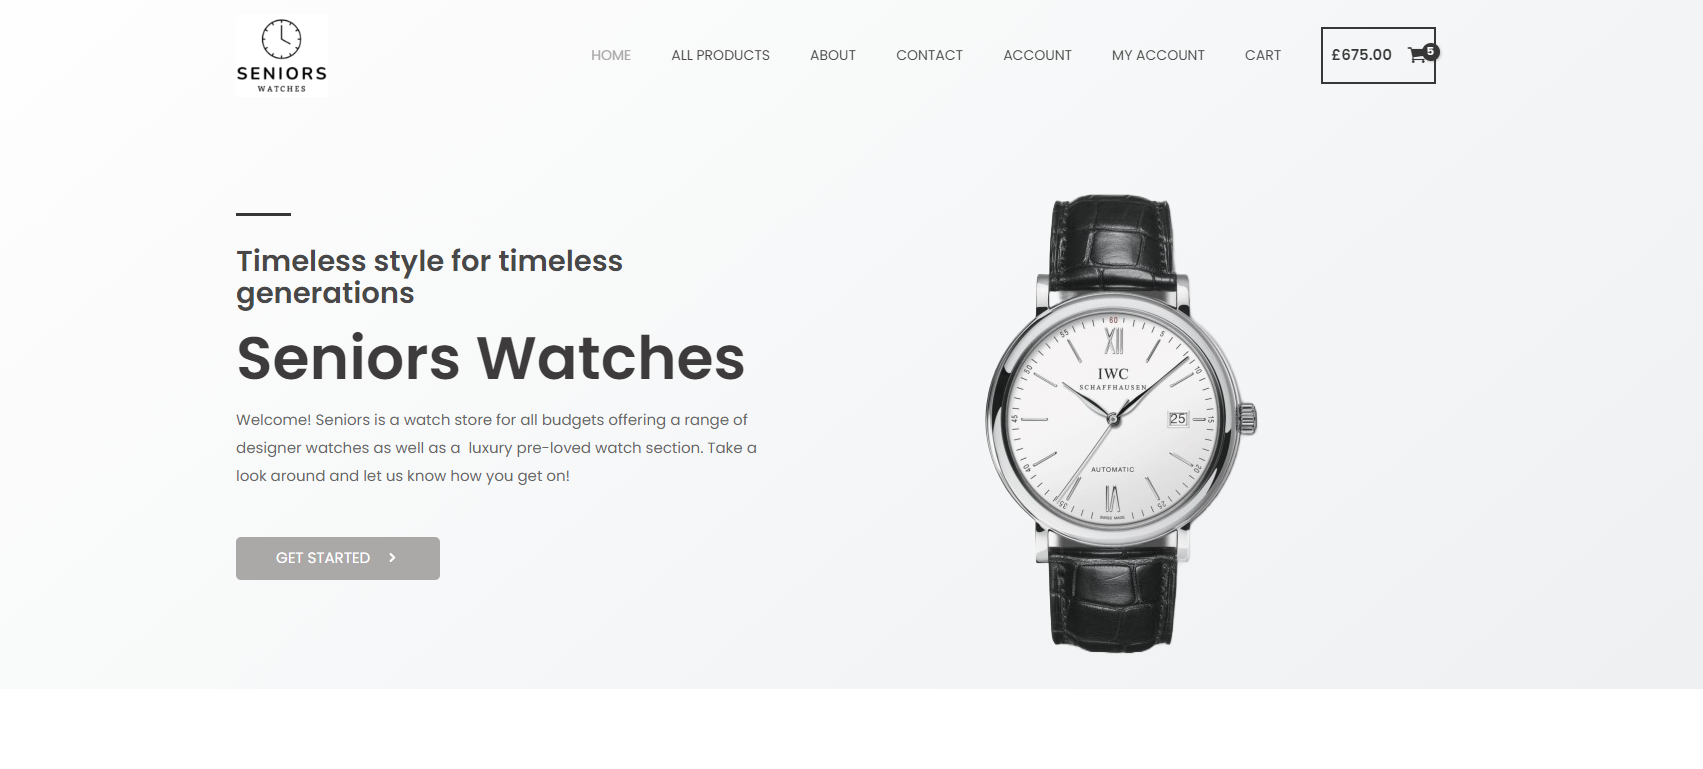 SENIORS
WATCHES
HOME
ALL PRODUCTS
ABOUT
CONTACT
ACCOUNT
MY ACCOUNT
CART
£675.00
5
Timeless style for timeless
generations
Seniors Watches
Welcome! Seniors is a watch store for all budgets offering a range of
designer watches as well as a  luxury pre-loved watch section. Take a
look around and let us know how you get on!
GET STARTED
60
5
10
15
20
25
35
40
45
50
55
XII
IWC
SCHAFFHAUSEN
25
AUTOMATIC
VI
SWISS MADE